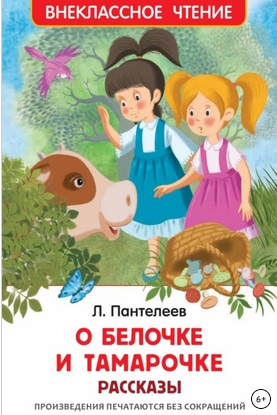 ВНЕКЛАССНОЕ ЧТЕНИЕ
Л. Пантелеев
О БЕЛОЧКЕ
И ТАМАРОЧКЕ
РАССКАЗЫ
ПРОИЗВЕДЕНИЯ ПЕЧАТАЮТСЯ БЕЗ СОКРАЩЕНИЙ
6+